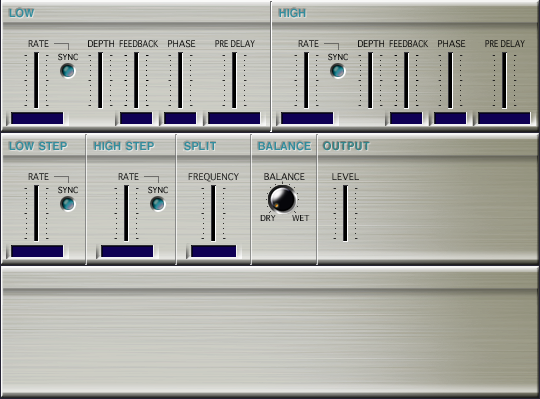 LOW HIGH
RATE DEPTH FEEDBACK PHASE PRE DELAY RATE DEPTH FEEDBACK PHASE PRE DELAY
SYNC SYNC
LOW STEP HIGH STEP SPLIT BALANCE OUTPUT
RATE RATE FREQUENCY BALANCE LEVEL
SYNC SYNC
DRY WET